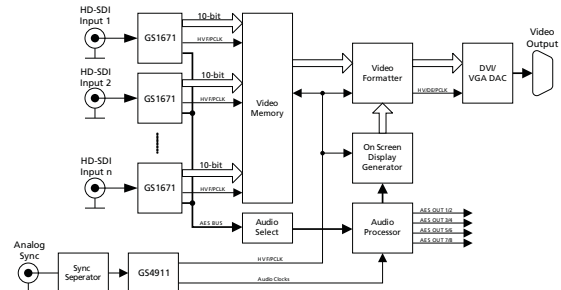 HD-SDI
Input 1
GS1671
10-bit
HVF/PCLK
HD-SDI
Input 2
GS1671
10-bit
HVF/PCLK
HD-SDI
Input n
GS1671
10-bit
HVF/PCLK
AES BUS
Video
Memory
Audio
Select
Video
Formatter
HVF/DE/PCLK
DVI/
VGA DAC
Video
Output
On Screen
Display
Generator
Audio
Processor
AES OUT 1/2
AES OUT 3/4
AES OUT 5/6
AES OUT 7/8
Analog
Sync
Sync
Seperator
GS4911
HVF/PCLK
Audio Clocks